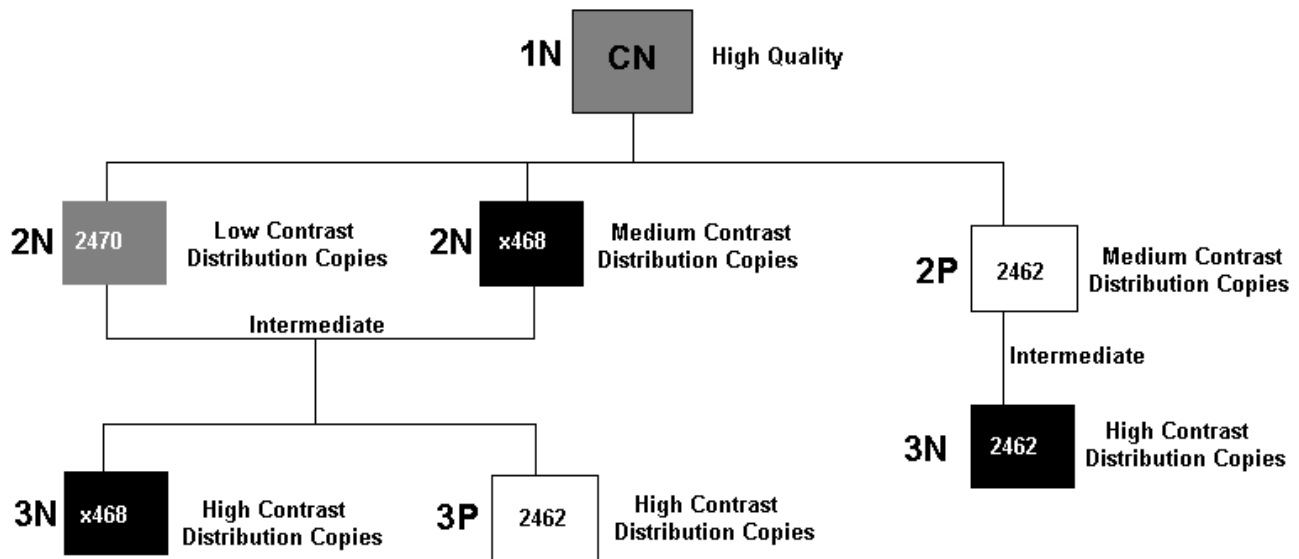 1N
CN
High Quality
2N
2470
Low Contrast
Distribution Copies
2N
x468
Medium Contrast
Distribution Copies
2P
2462
Medium Contrast
Distribution Copies
Intermediate
Intermediate
3N
x468
High Contrast
Distribution Copies
3P
2462
High Contrast
Distribution Copies
3N
2462
High Contrast
Distribution Copies